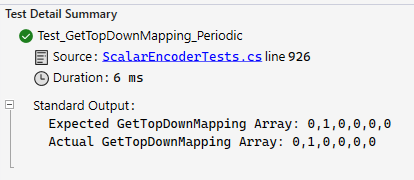 Test Detail Summary
Test_GetTopDownMapping_Periodic
Source: ScalarEncoderTests.cs line 926
Duration: 6 ms
Standard Output:
Expected GetTopDownMapping Array: 0,1,0,0,0,0
Actual GetTopDownMapping Array: 0,1,0,0,0,0